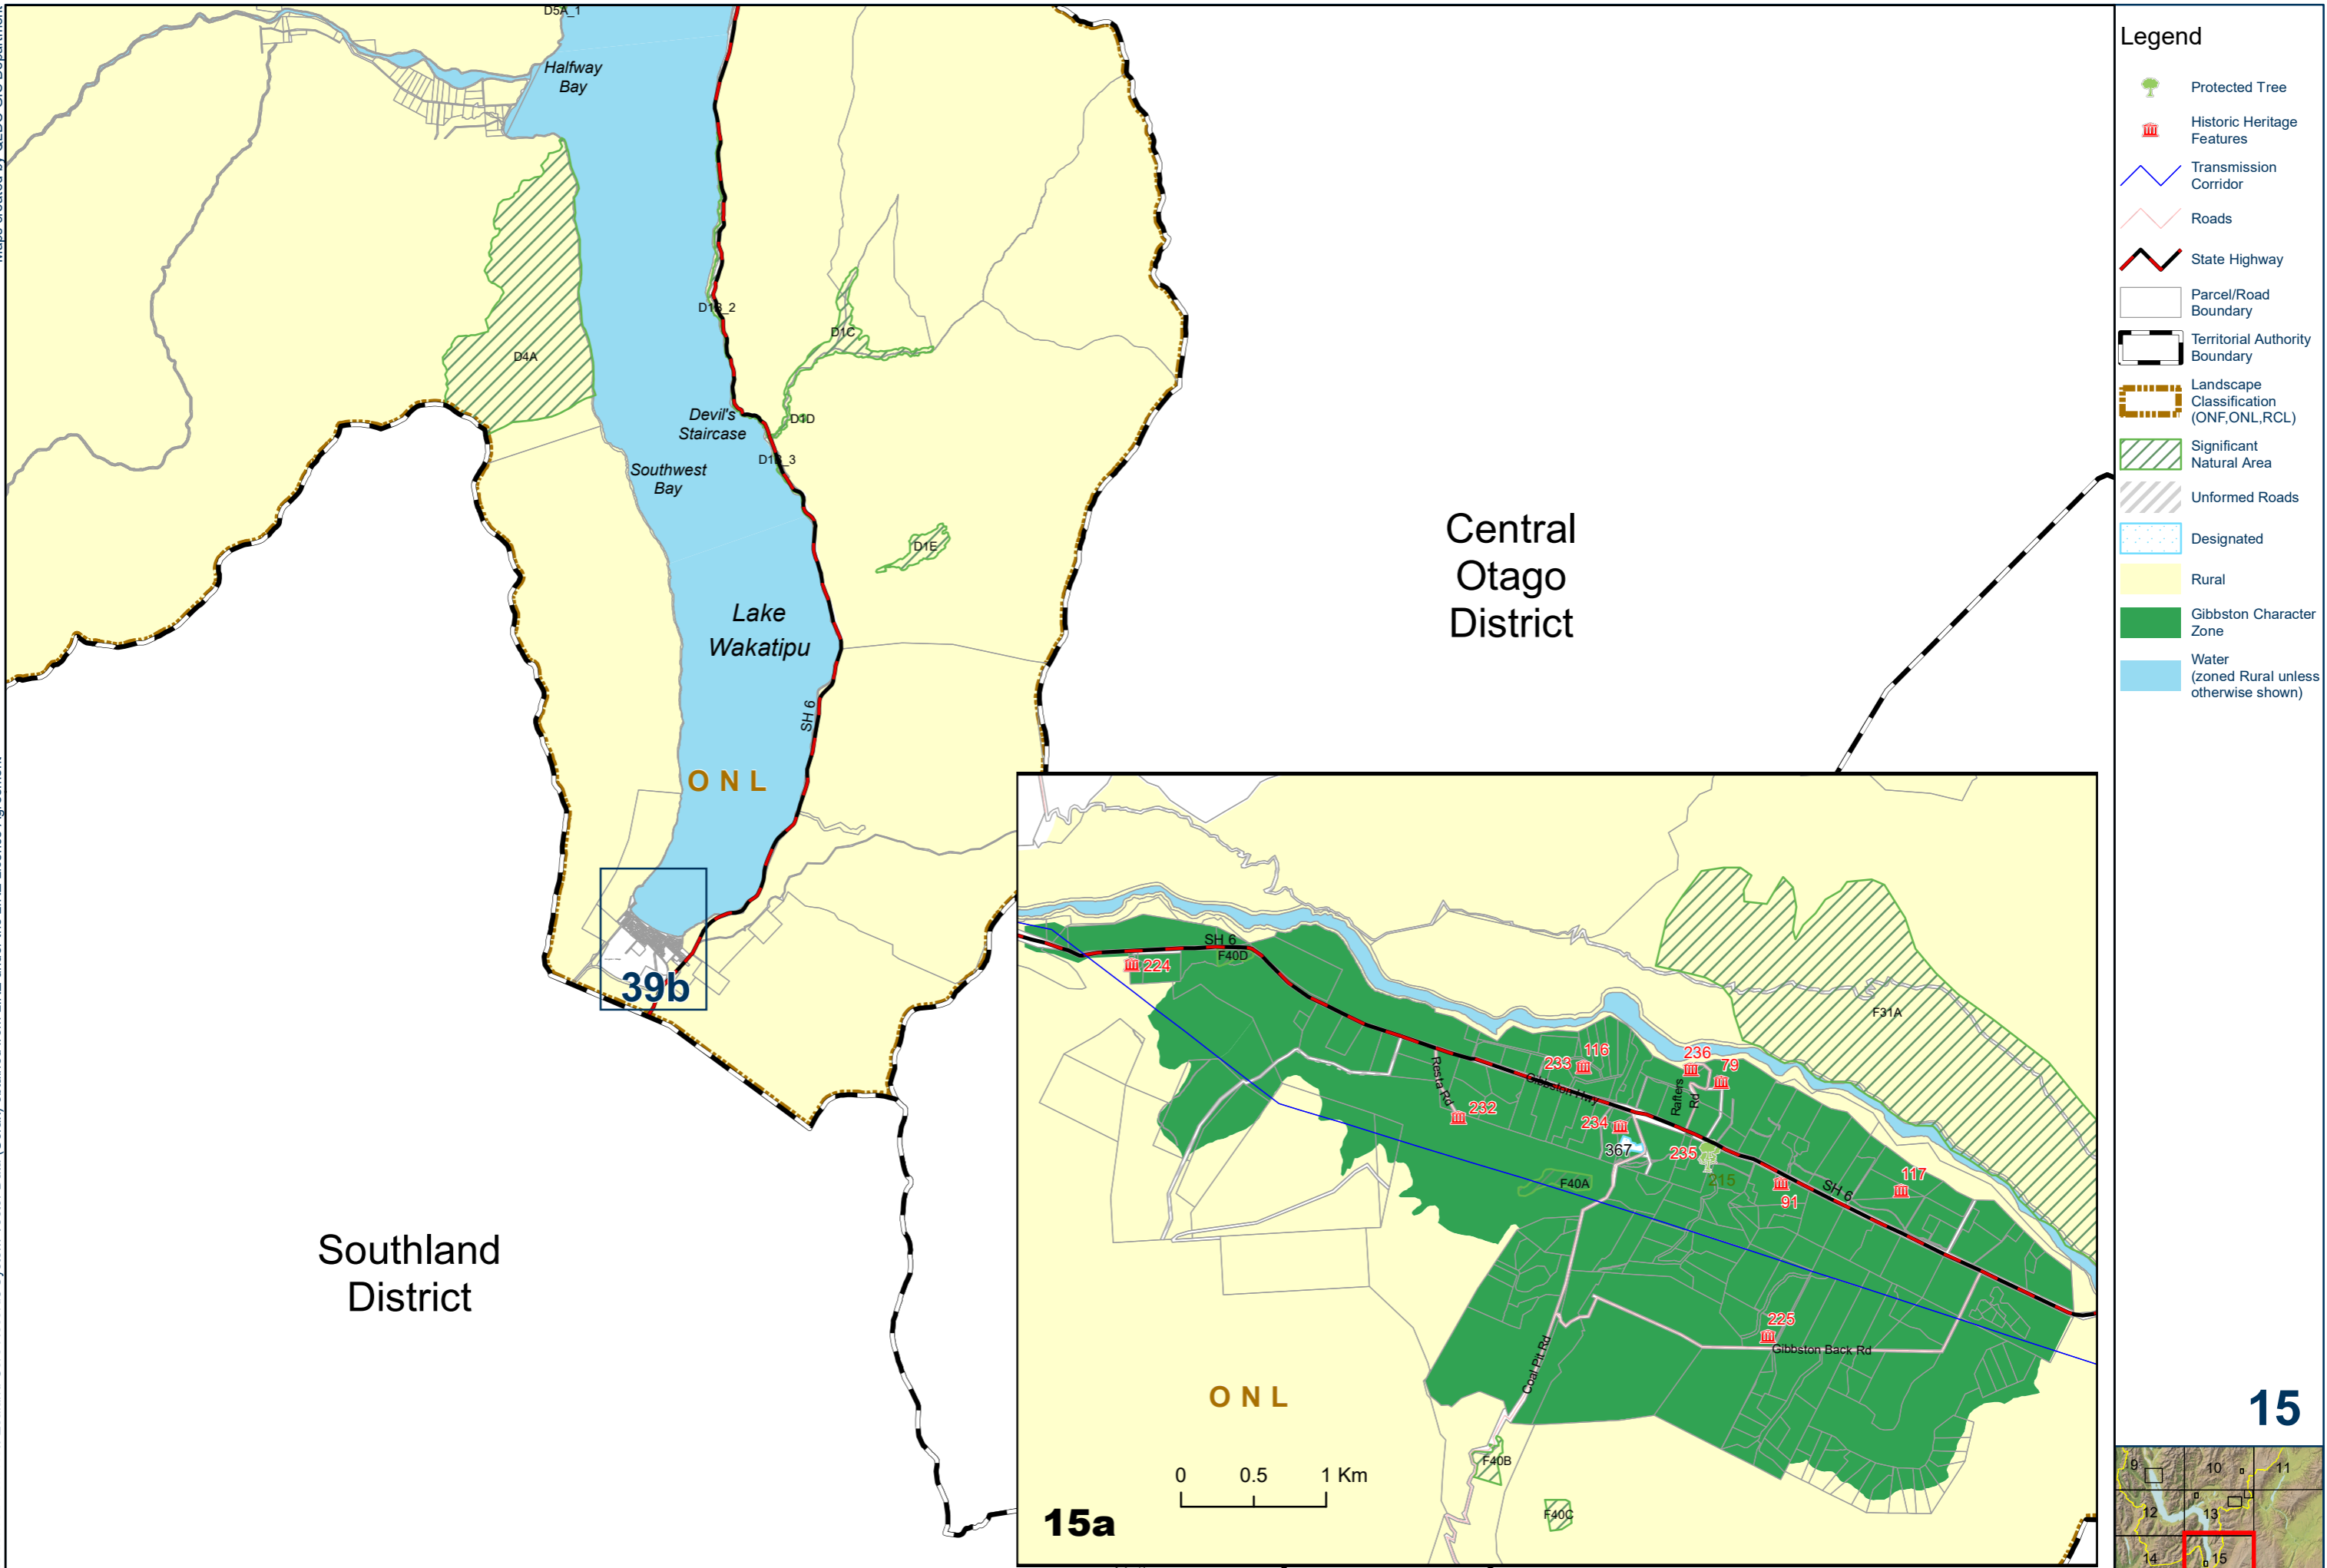 D5A_1
Halfway
Bay
D1B_2
D1C
D4A
Devil's
Staircase
D1D
D1B_3
Southwest
Bay
D1E
Lake
Wakatipu
SH 6
ONL
39b
Central
Otago
District
Southland
District
SH 6
F40D
224
F31A
116
233
236
79
Resta Rd
Gibbston Hwy
Rafters
Rd
232
234
367
235
215
F40A
91
SH 6
117
225
Gibbston Back Rd
Coal Pit Rd
ONL
F40B
F40C
0 0.5 1 Km
15a
Legend
Protected Tree
Historic Heritage
Features
Transmission
Corridor
Roads
State Highway
Parcel/Road
Boundary
Territorial Authority
Boundary
Landscape
Classification
(ONF,ONL,RCL)
Significant
Natural Area
Unformed Roads
Designated
Rural
Gibbston Character
Zone
Water
(zoned Rural unless
otherwise shown)
15
9 10 11
12 13
14 15